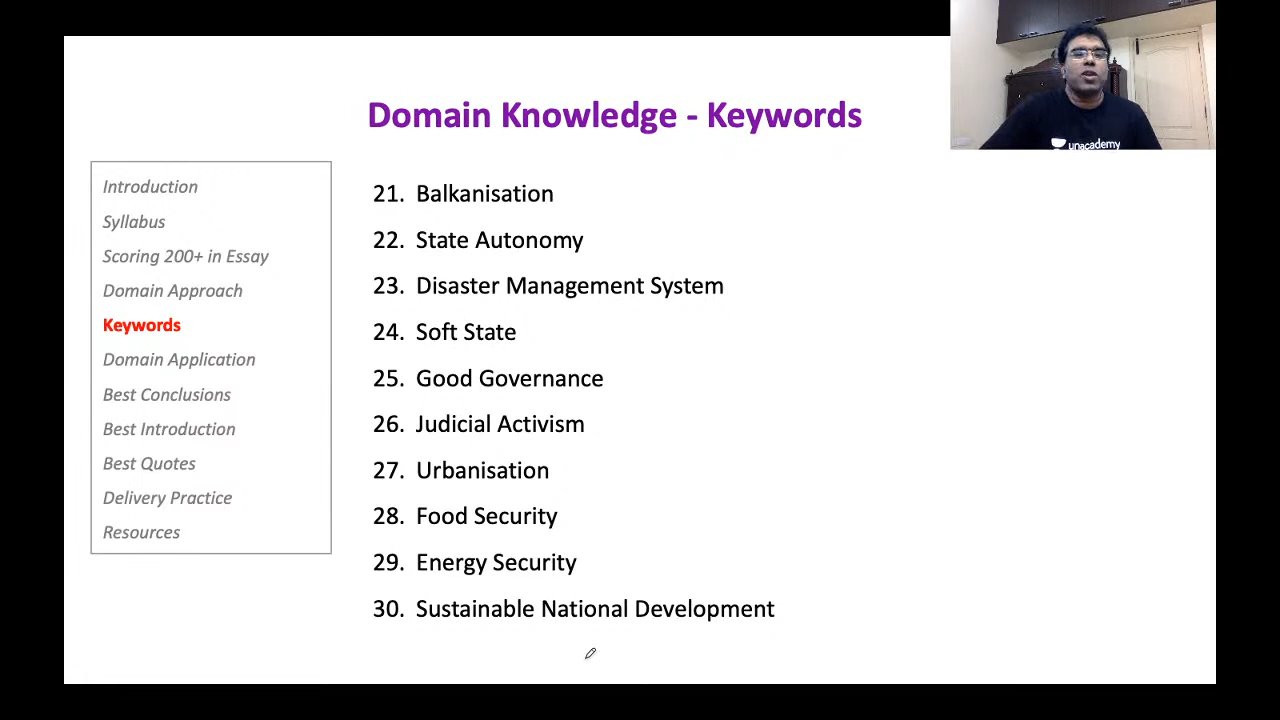 Domain Knowledge - Keywords
Introduction
Syllabus
Scoring 200+ in Essay
Domain Approach
Keywords
Domain Application
Best Conclusions
Best Introduction
Best Quotes
Delivery Practice
Resources
21. Balkanisation
22. State Autonomy
23. Disaster Management System
24. Soft State
25. Good Governance
26. Judicial Activism
27. Urbanisation
28. Food Security
29. Energy Security
30. Sustainable National Development
unacademy